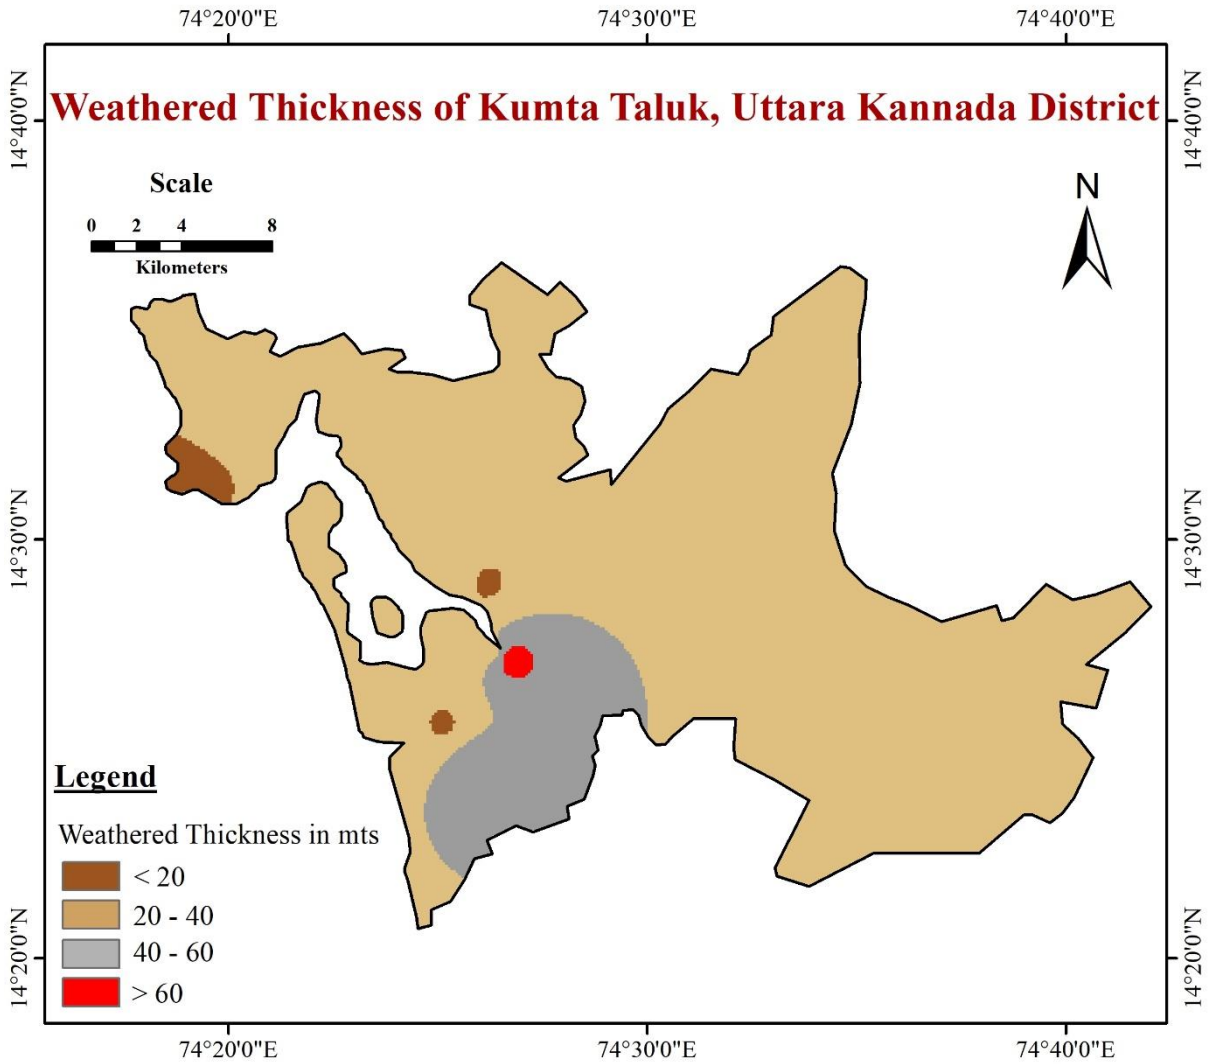 74°20'0"E 74°30'0"E 74°40'0"E
Weathered Thickness of Kumta Taluk, Uttara Kannada District
14°40'0"N 14°40'0"N
Scale
0 2 4 8
Kilometers
N
14°30'0"N 14°30'0"N
Legend
Weathered Thickness in mts
< 20
20 - 40
40 - 60
> 60
14°20'0"N 14°20'0"N
74°20'0"E 74°30'0"E 74°40'0"E